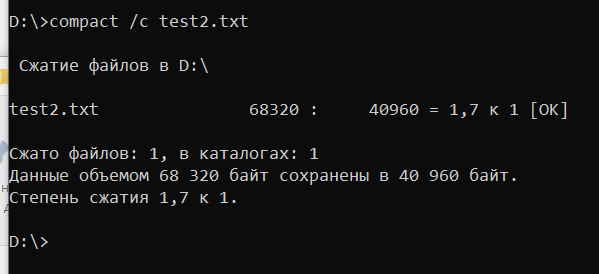 D:\>compact /c test2.txt
Сжатие файлов в D:\
test2.txt 68320 : 40960 = 1,7 к 1 [OK]
Сжато файлов: 1, в каталогах: 1
Данные объемом 68 320 байт сохранены в 40 960 байт.
Степень сжатия 1,7 к 1.
D:\>